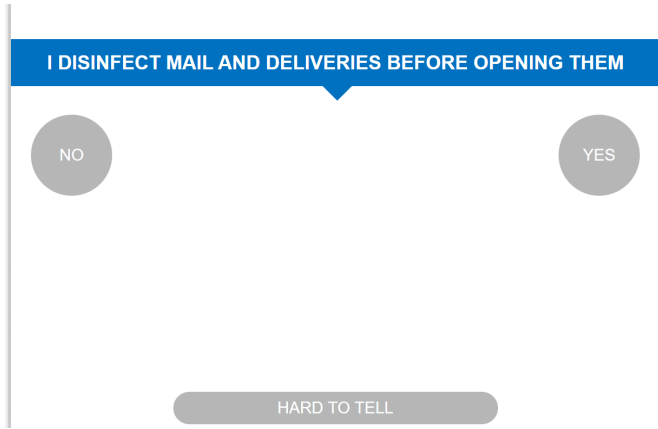 I DISINFECT MAIL AND DELIVERIES BEFORE OPENING THEM
NO
YES
HARD TO TELL